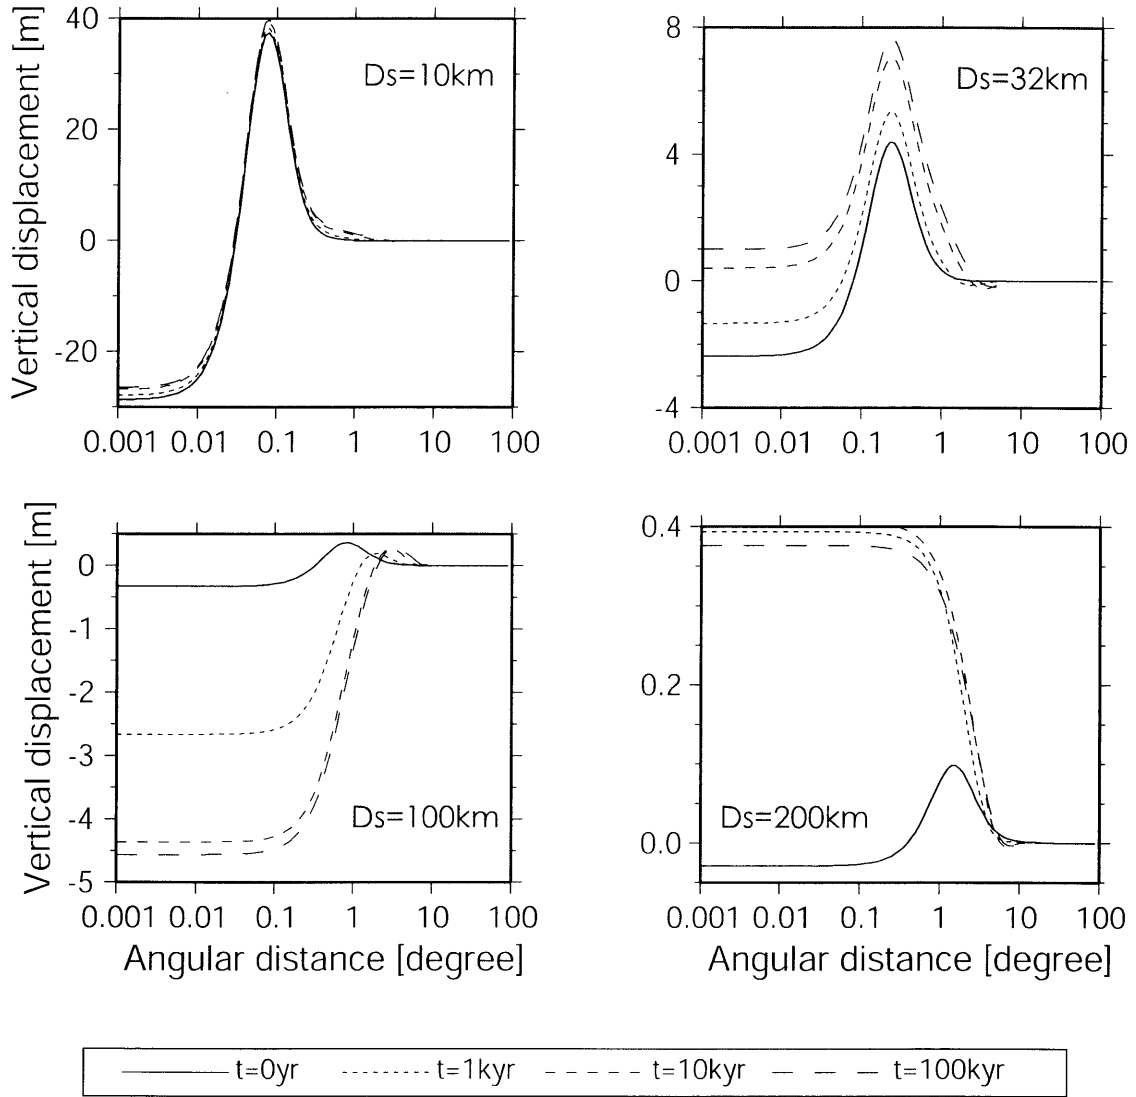 Vertical displacement [m]
40
20
0
-20
Ds=10km
0.001 0.01 0.1 1 10 100
8
4
0
-4
Ds=32km
0.001 0.01 0.1 1 10 100
Vertical displacement [m]
0
-1
-2
-3
-4
-5
Ds=100km
0.001 0.01 0.1 1 10 100
Angular distance [degree]
0.4
0.2
0.0
Ds=200km
0.001 0.01 0.1 1 10 100
Angular distance [degree]
t=0yr t=1kyr t=10kyr t=100kyr